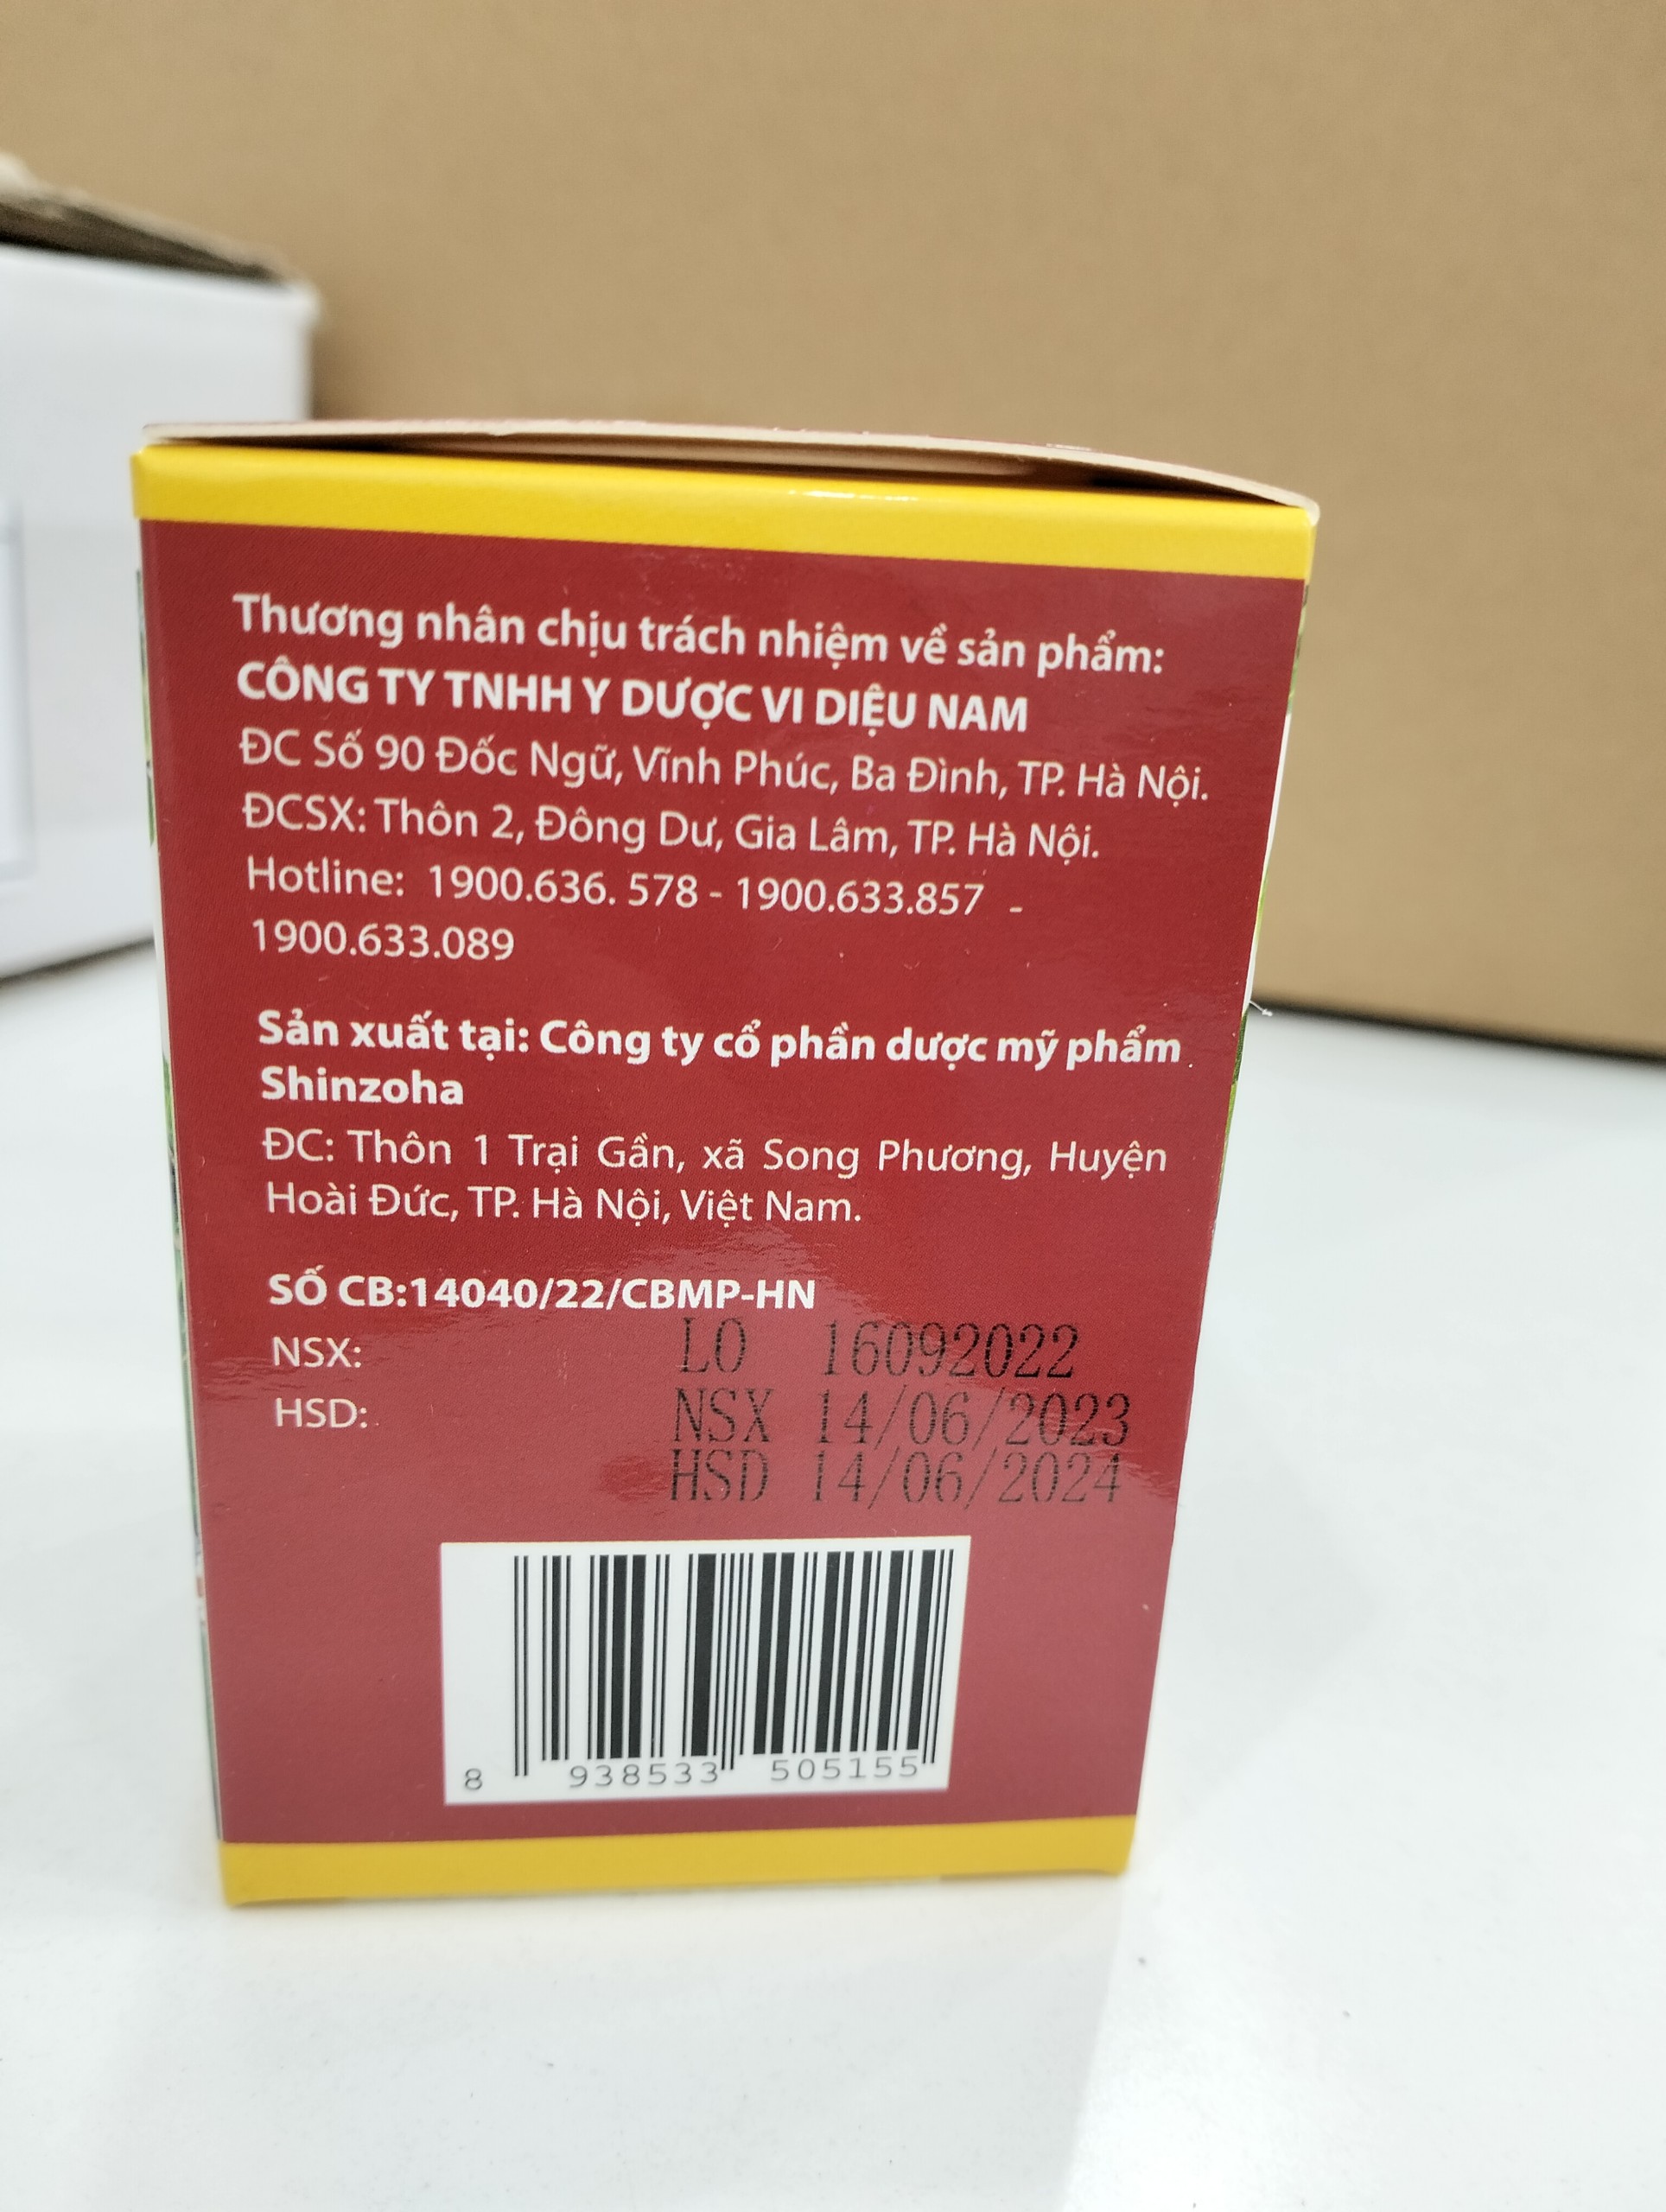 Thương nhân chịu trách nhiệm về sản phẩm:
CÔNG TY TNHH Y DƯỢC VI DIỆU NAM
ĐC Số 90 Đốc Ngữ, Vĩnh Phúc, Ba Đình, TP. Hà Nội.
ĐCSX: Thôn 2, Đông Dư, Gia Lâm, TP. Hà Nội.
Hotline: 1900.636. 578 - 1900.633.857 -
1900.633.089
Sản xuất tại: Công ty cổ phần dược mỹ phẩm
Shinzoha
ĐC: Thôn 1 Trại Gần, xã Song Phương, Huyện
Hoài Đức, TP. Hà Nội, Việt Nam.
SỐ CB:14040/22/CBMP-HN
NSX:
HSD:
LO 16092022
NSX 14/06/2023
HSD 14/06/2024
8 938533 505155